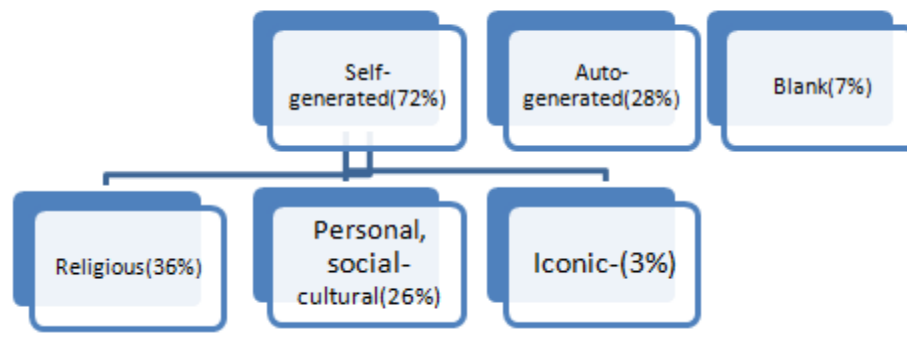 Self-
generated(72%)
Auto-
generated(28%)
Blank(7%)
Religious(36%)
Personal,
social-
cultural(26%)
Iconic-(3%)